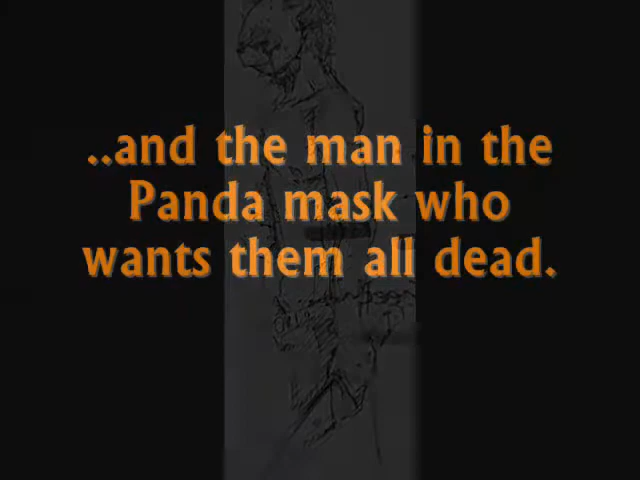 ..and the man in the
Panda mask who
wants them all dead.